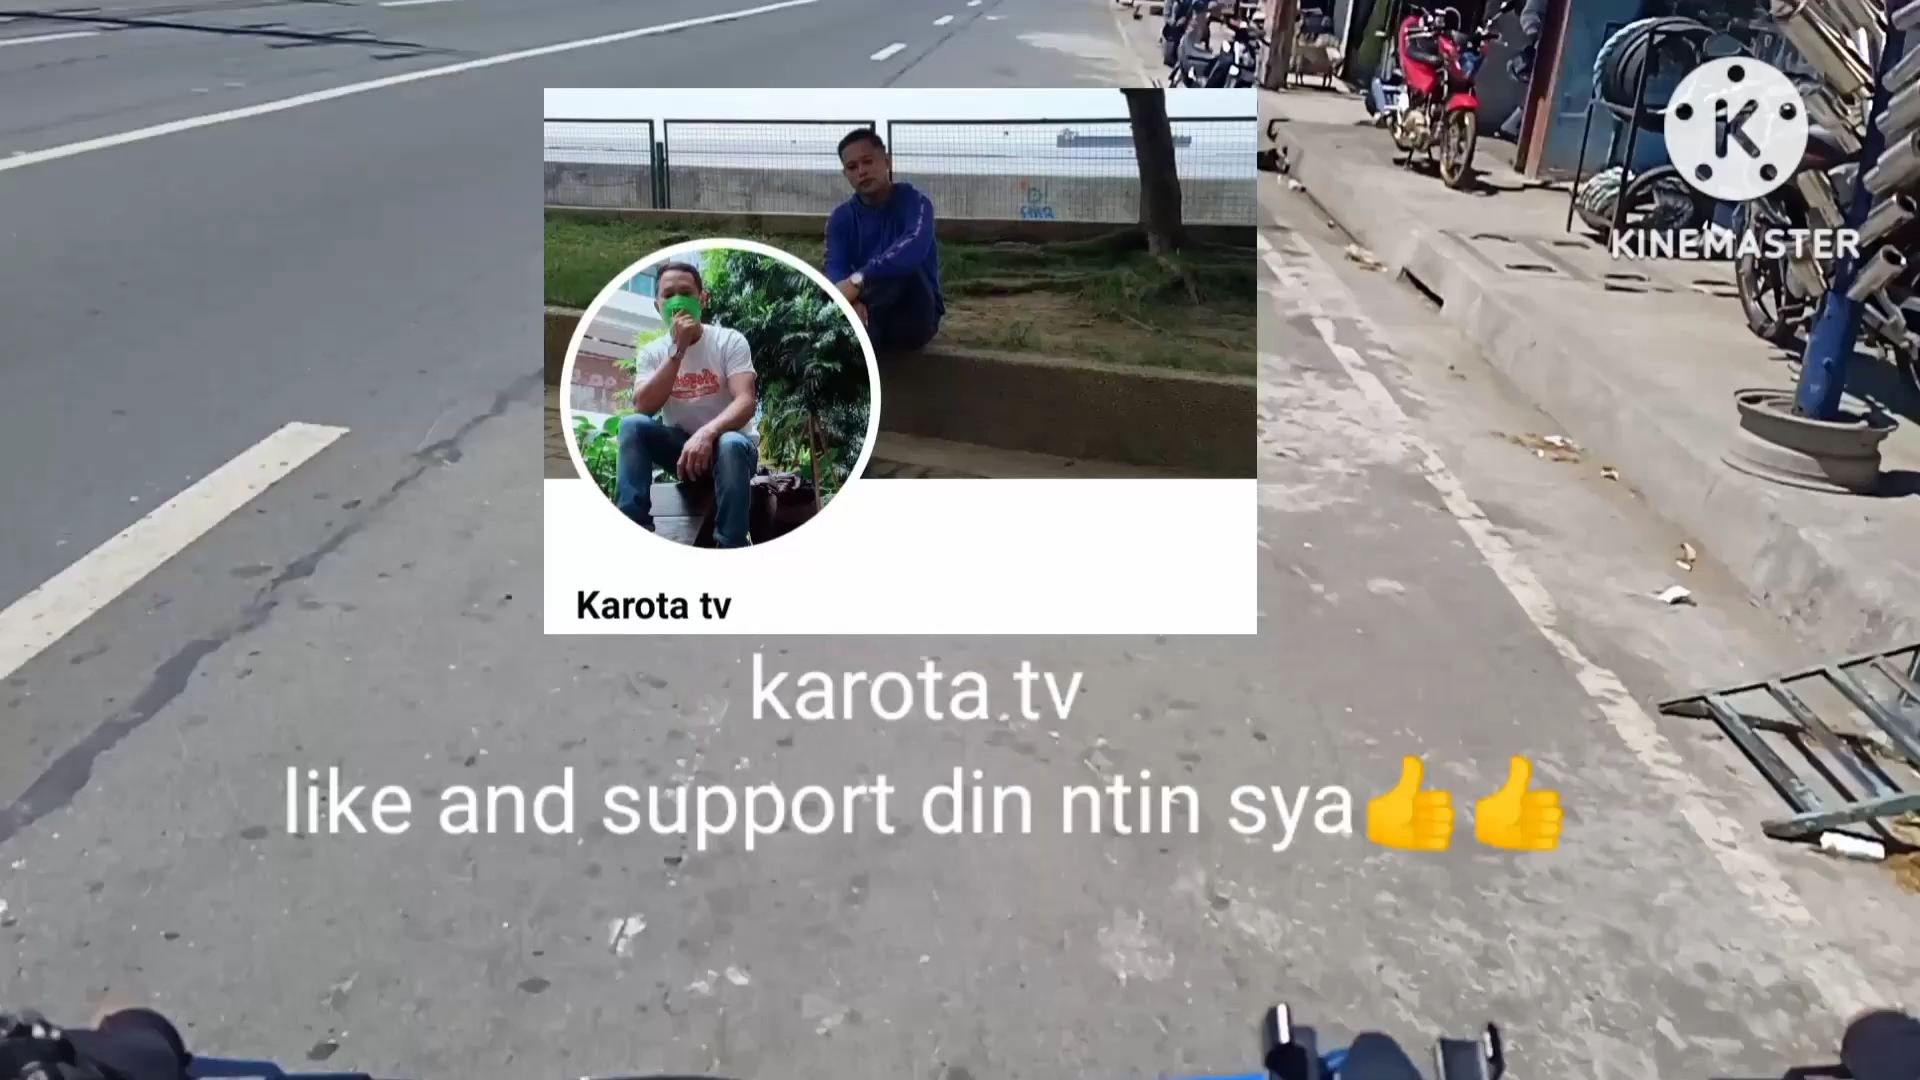 K
KINEMASTER
Karota tv
karota tv
like and support din ntin sya👍👍